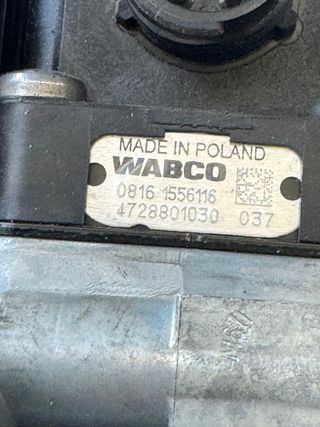 MADE IN POLAND
WABCO
0816 1556116
4728801030 037